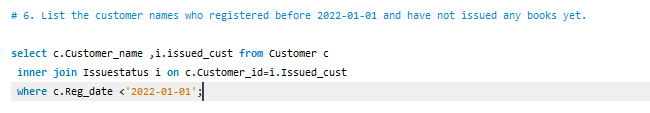 # 6. List the customer names who registered before 2022-01-01 and have not issued any books yet.
select c.Customer_name ,i.issued_cust from Customer c
inner join Issuestatus i on c.Customer_id=i.Issued_cust
where c.Reg_date <'2022-01-01';